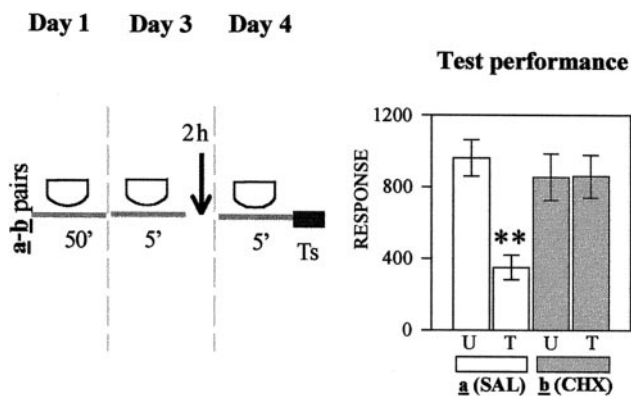 Day 1 Day 3 Day 4
2h
a-b pairs
50' 5' 5' Ts
Test performance
RESPONSE
1200
800
400
0
**
U T U T
a (SAL) b (CHX)